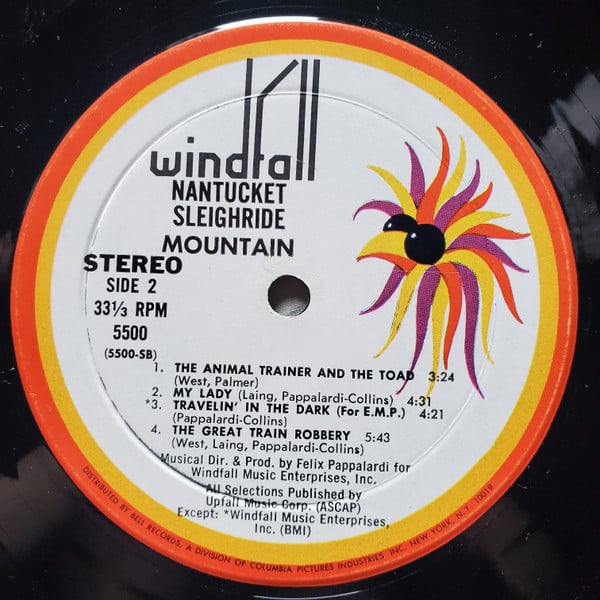 windfall
NANTUCKET
SLEIGHRIDE
MOUNTAIN
STEREO
SIDE 2
33⅓ RPM
5500
(5500-SB)
1. THE ANIMAL TRAINER AND THE TOAD 3:24
(West, Palmer)
2. MY LADY (Laing, Pappalardi-Collins) 4:31
*3. TRAVELIN' IN THE DARK (For E.M.P.) 4:21
(Pappalardi-Collins)
4. THE GREAT TRAIN ROBBERY 5:43
(West, Laing, Pappalardi-Collins)
Musical Dir. & Prod. by Felix Pappalardi for
Windfall Music Enterprises, Inc.
All Selections Published by
Upfall Music Corp. (ASCAP)
Except: *Windfall Music Enterprises,
Inc. (BMI)
DISTRIBUTED BY BELL RECORDS, A DIVISION OF COLUMBIA PICTURES INDUSTRIES, INC. NEW YORK, N.Y. 10019